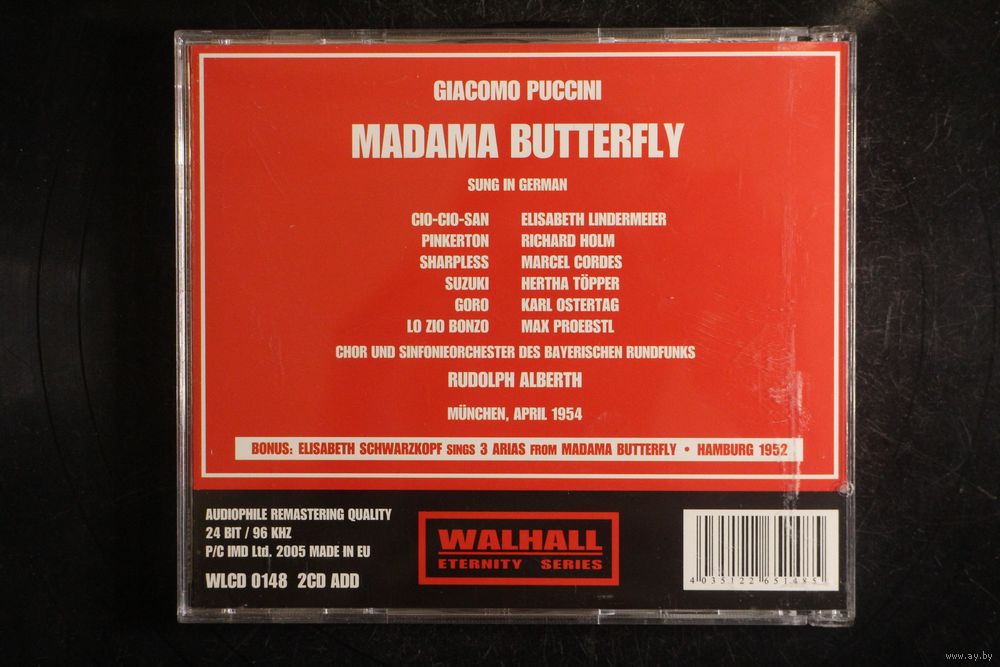 GIACOMO PUCCINI
MADAMA BUTTERFLY
SUNG IN GERMAN
CIO-CIO-SAN ELISABETH LINDERMEIER
PINKERTON RICHARD HOLM
SHARPLESS MARCEL CORDES
SUZUKI HERTHA TÖPPER
GORO KARL OSTERTAG
LO ZIO BONZO MAX PROEBSTL
CHOR UND SINFONIEORCHESTER DES BAYERISCHEN RUNDFUNKS
RUDOLPH ALBERTH
MÜNCHEN, APRIL 1954
BONUS: ELISABETH SCHWARZKOPF SINGS 3 ARIAS FROM MADAMA BUTTERFLY • HAMBURG 1952
AUDIOPHILE REMASTERING QUALITY
24 BIT / 96 KHZ
P/C IMD Ltd. 2005 MADE IN EU
WLCD 0148 2CD ADD
WALHALL
ETERNITY SERIES
4 035122 651485
www.ay.by